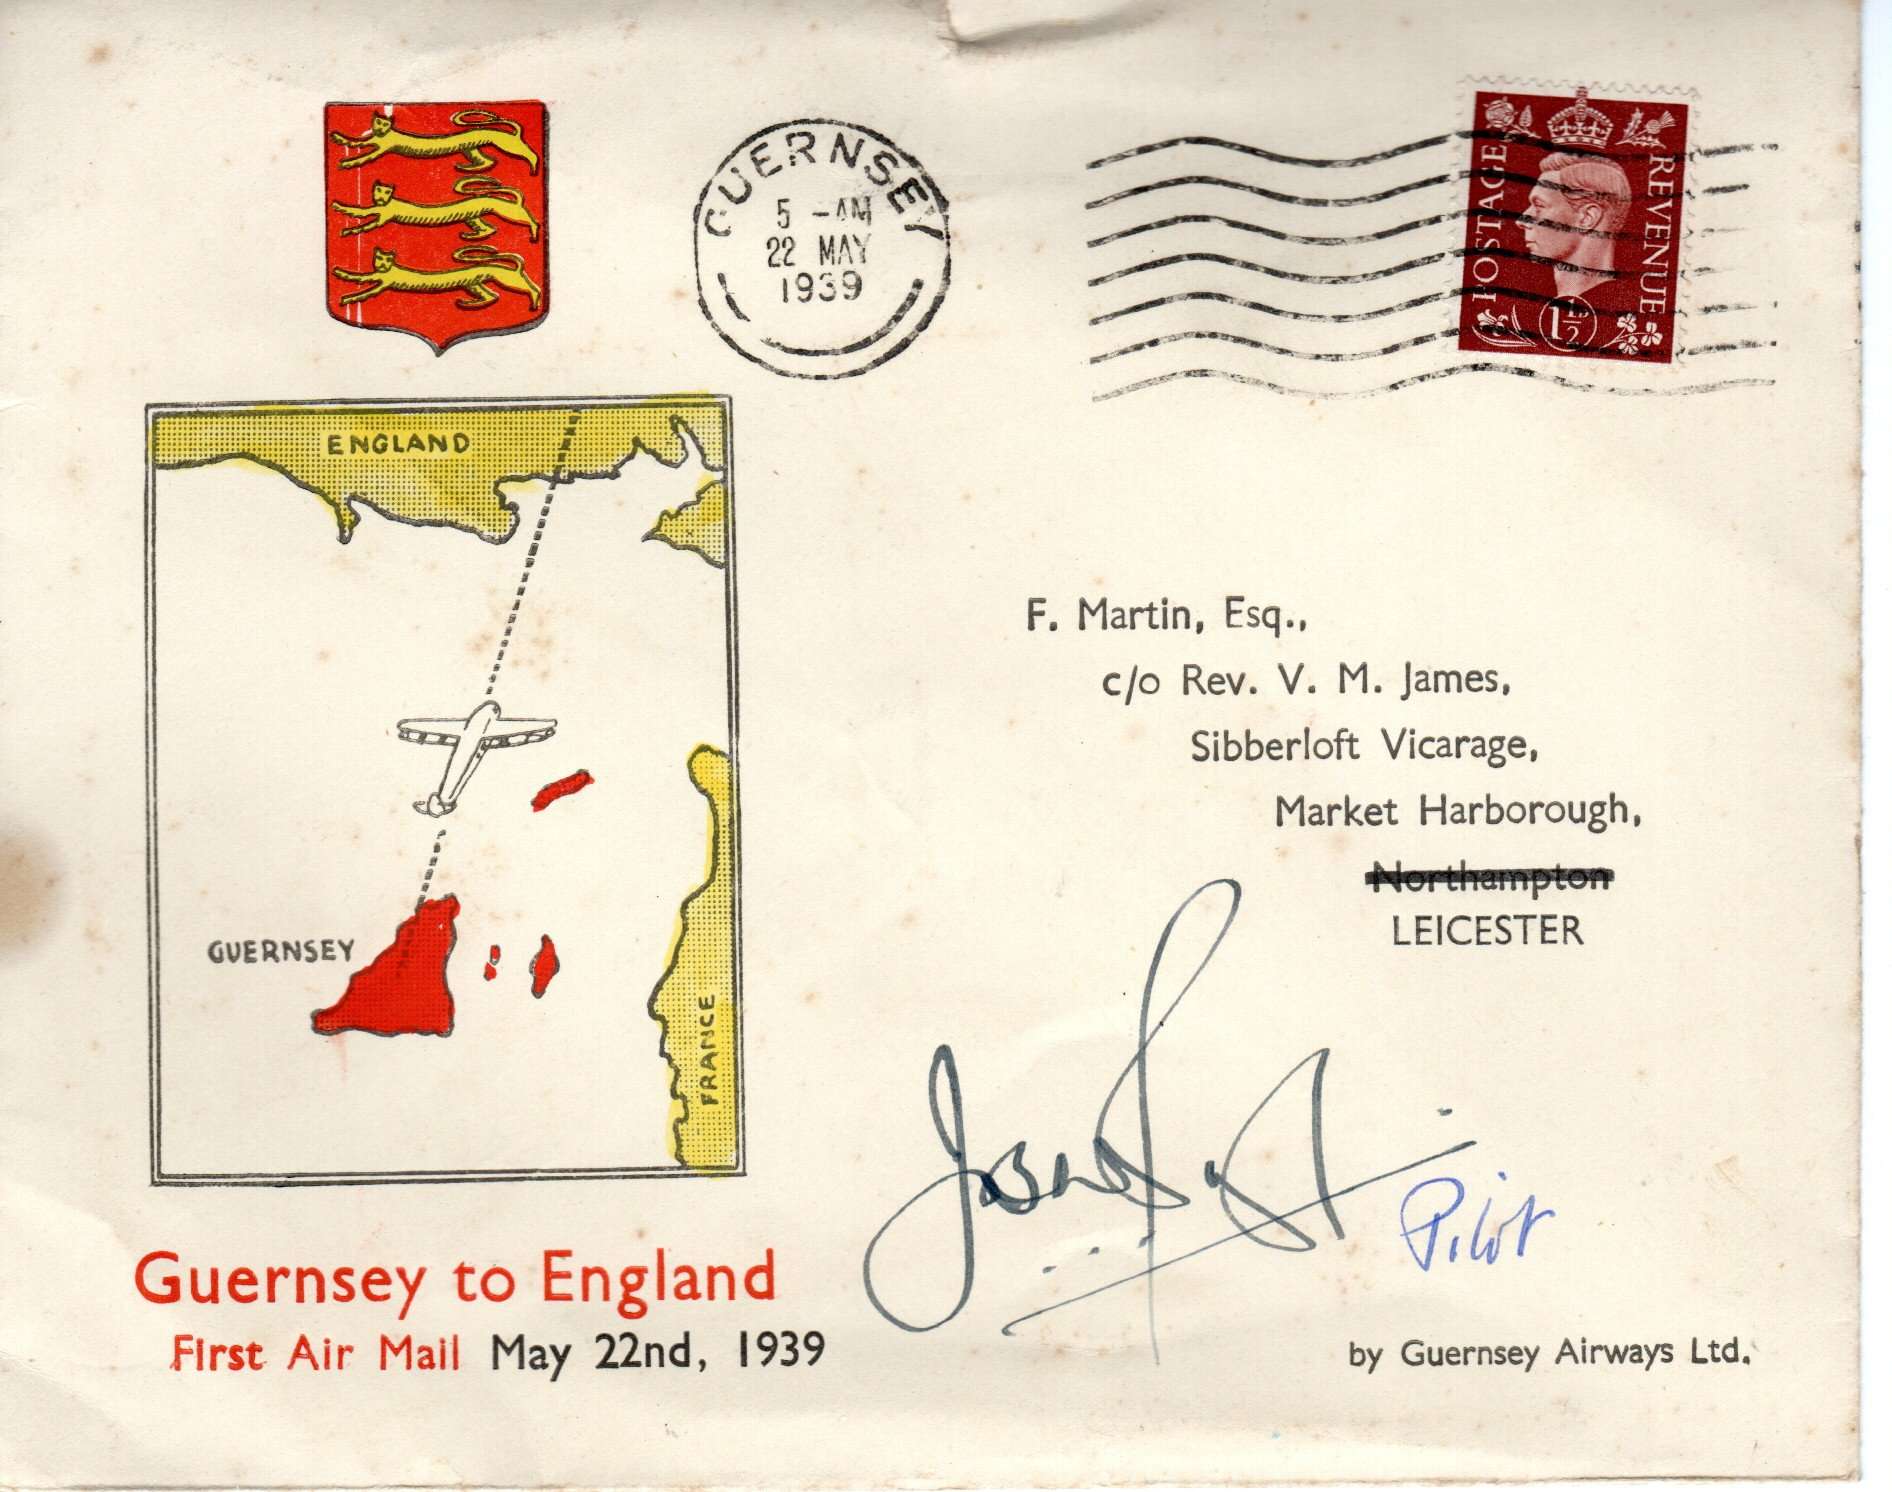 GUERNSEY
5 -AM
22 MAY
1939
POSTAGE
REVENUE
1½D
ENGLAND
GUERNSEY
FRANCE
F. Martin, Esq.,
c/o Rev. V. M. James,
Sibberloft Vicarage,
Market Harborough,
Northampton
LEICESTER
Pilot
Guernsey to England
First Air Mail May 22nd, 1939
by Guernsey Airways Ltd.